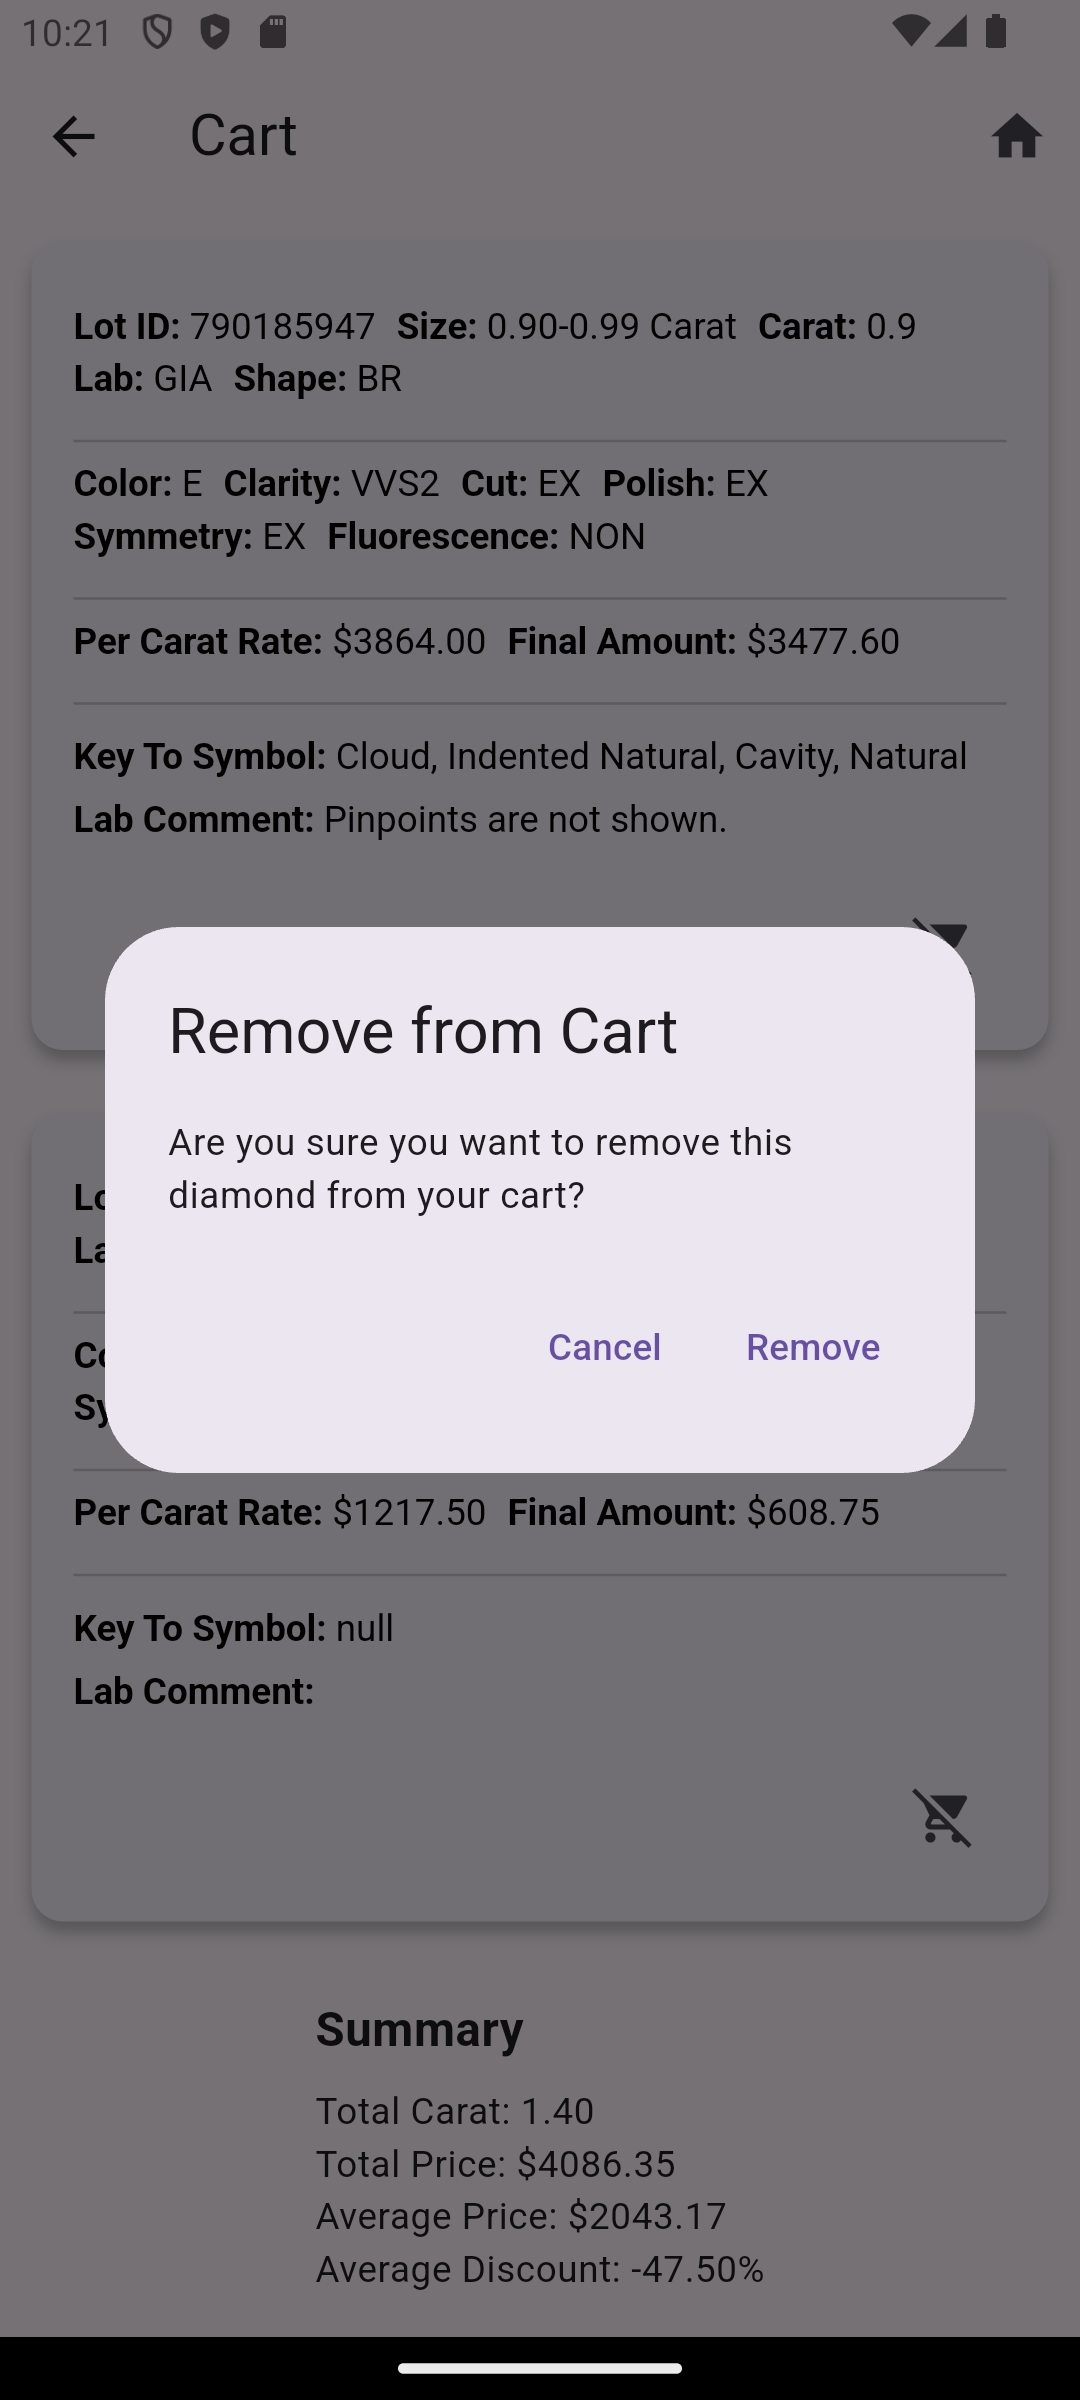 10:21
Cart
Lot ID: 790185947 Size: 0.90-0.99 Carat Carat: 0.9
Lab: GIA Shape: BR
Color: E Clarity: VVS2 Cut: EX Polish: EX
Symmetry: EX Fluorescence: NON
Per Carat Rate: $3864.00 Final Amount: $3477.60
Key To Symbol: Cloud, Indented Natural, Cavity, Natural
Lab Comment: Pinpoints are not shown.
Remove from Cart
Are you sure you want to remove this
diamond from your cart?
Cancel Remove
Per Carat Rate: $1217.50 Final Amount: $608.75
Key To Symbol: null
Lab Comment:
Summary
Total Carat: 1.40
Total Price: $4086.35
Average Price: $2043.17
Average Discount: -47.50%